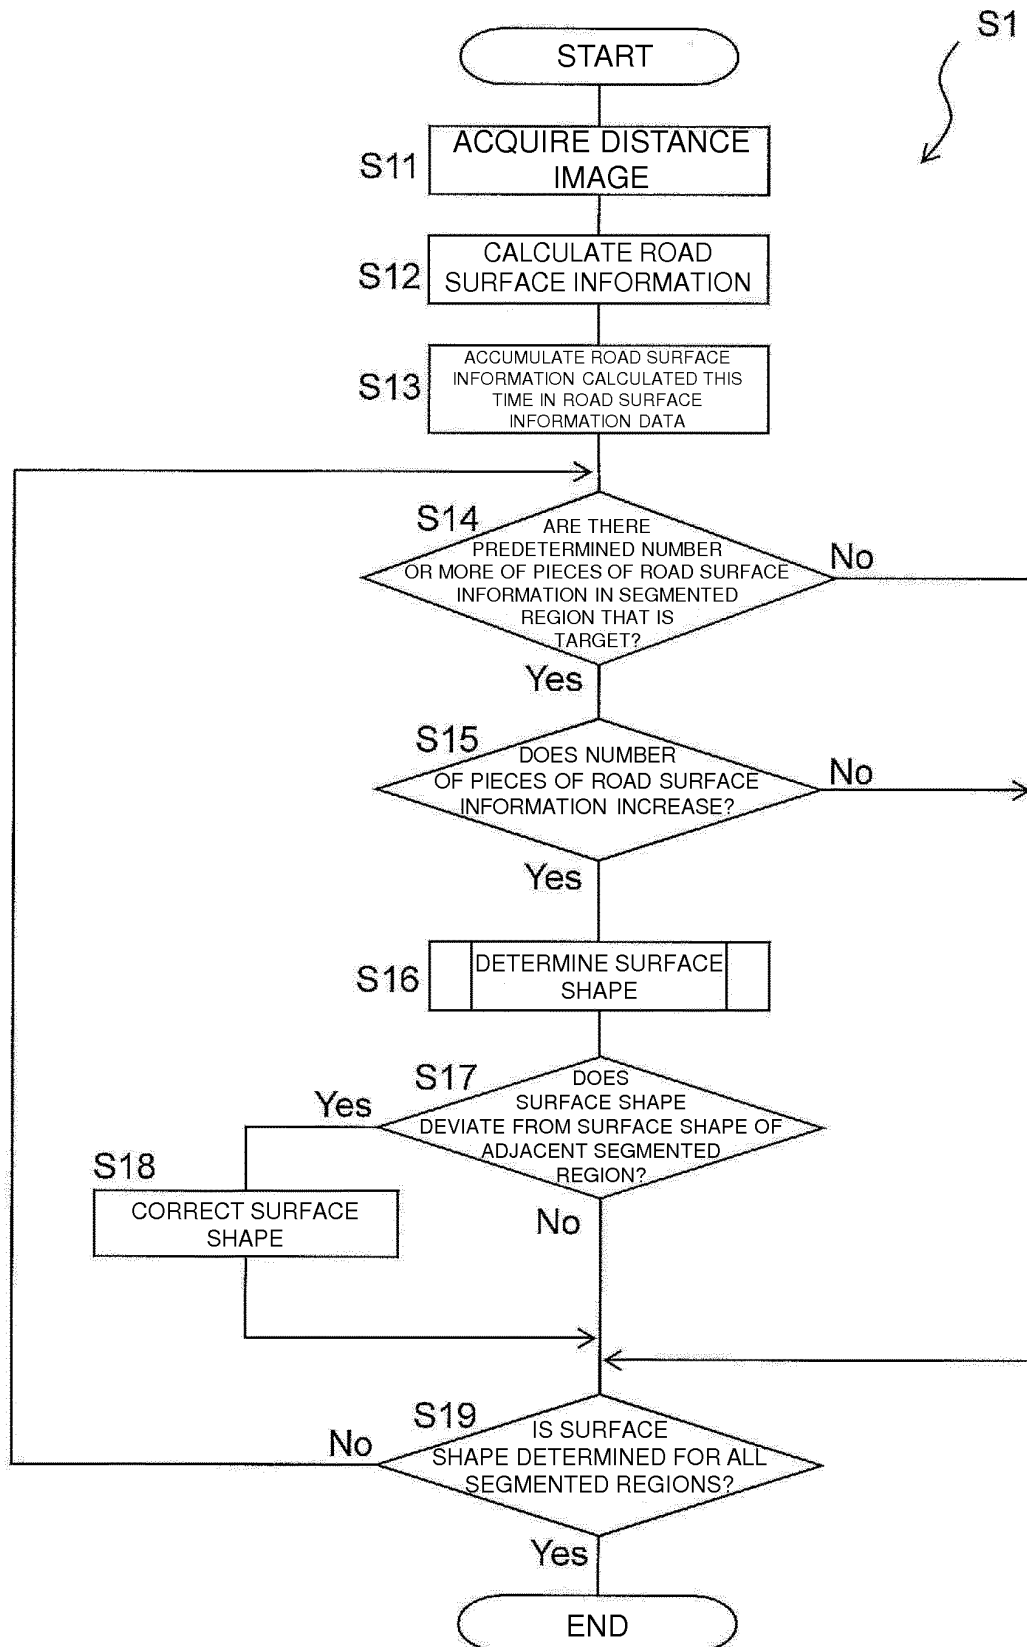 S1
START
S11
ACQUIRE DISTANCE
IMAGE
S12
CALCULATE ROAD
SURFACE INFORMATION
S13
ACCUMULATE ROAD SURFACE
INFORMATION CALCULATED THIS
TIME IN ROAD SURFACE
INFORMATION DATA
S14
ARE THERE
PREDETERMINED NUMBER
OR MORE OF PIECES OF ROAD SURFACE
INFORMATION IN SEGMENTED
REGION THAT IS
TARGET?
No
Yes
S15
DOES NUMBER
OF PIECES OF ROAD SURFACE
INFORMATION INCREASE?
No
Yes
S16
DETERMINE SURFACE
SHAPE
S17
DOES
SURFACE SHAPE
DEVIATE FROM SURFACE SHAPE OF
ADJACENT SEGMENTED
REGION?
Yes
No
S18
CORRECT SURFACE
SHAPE
S19
IS SURFACE
SHAPE DETERMINED FOR ALL
SEGMENTED REGIONS?
No
Yes
END